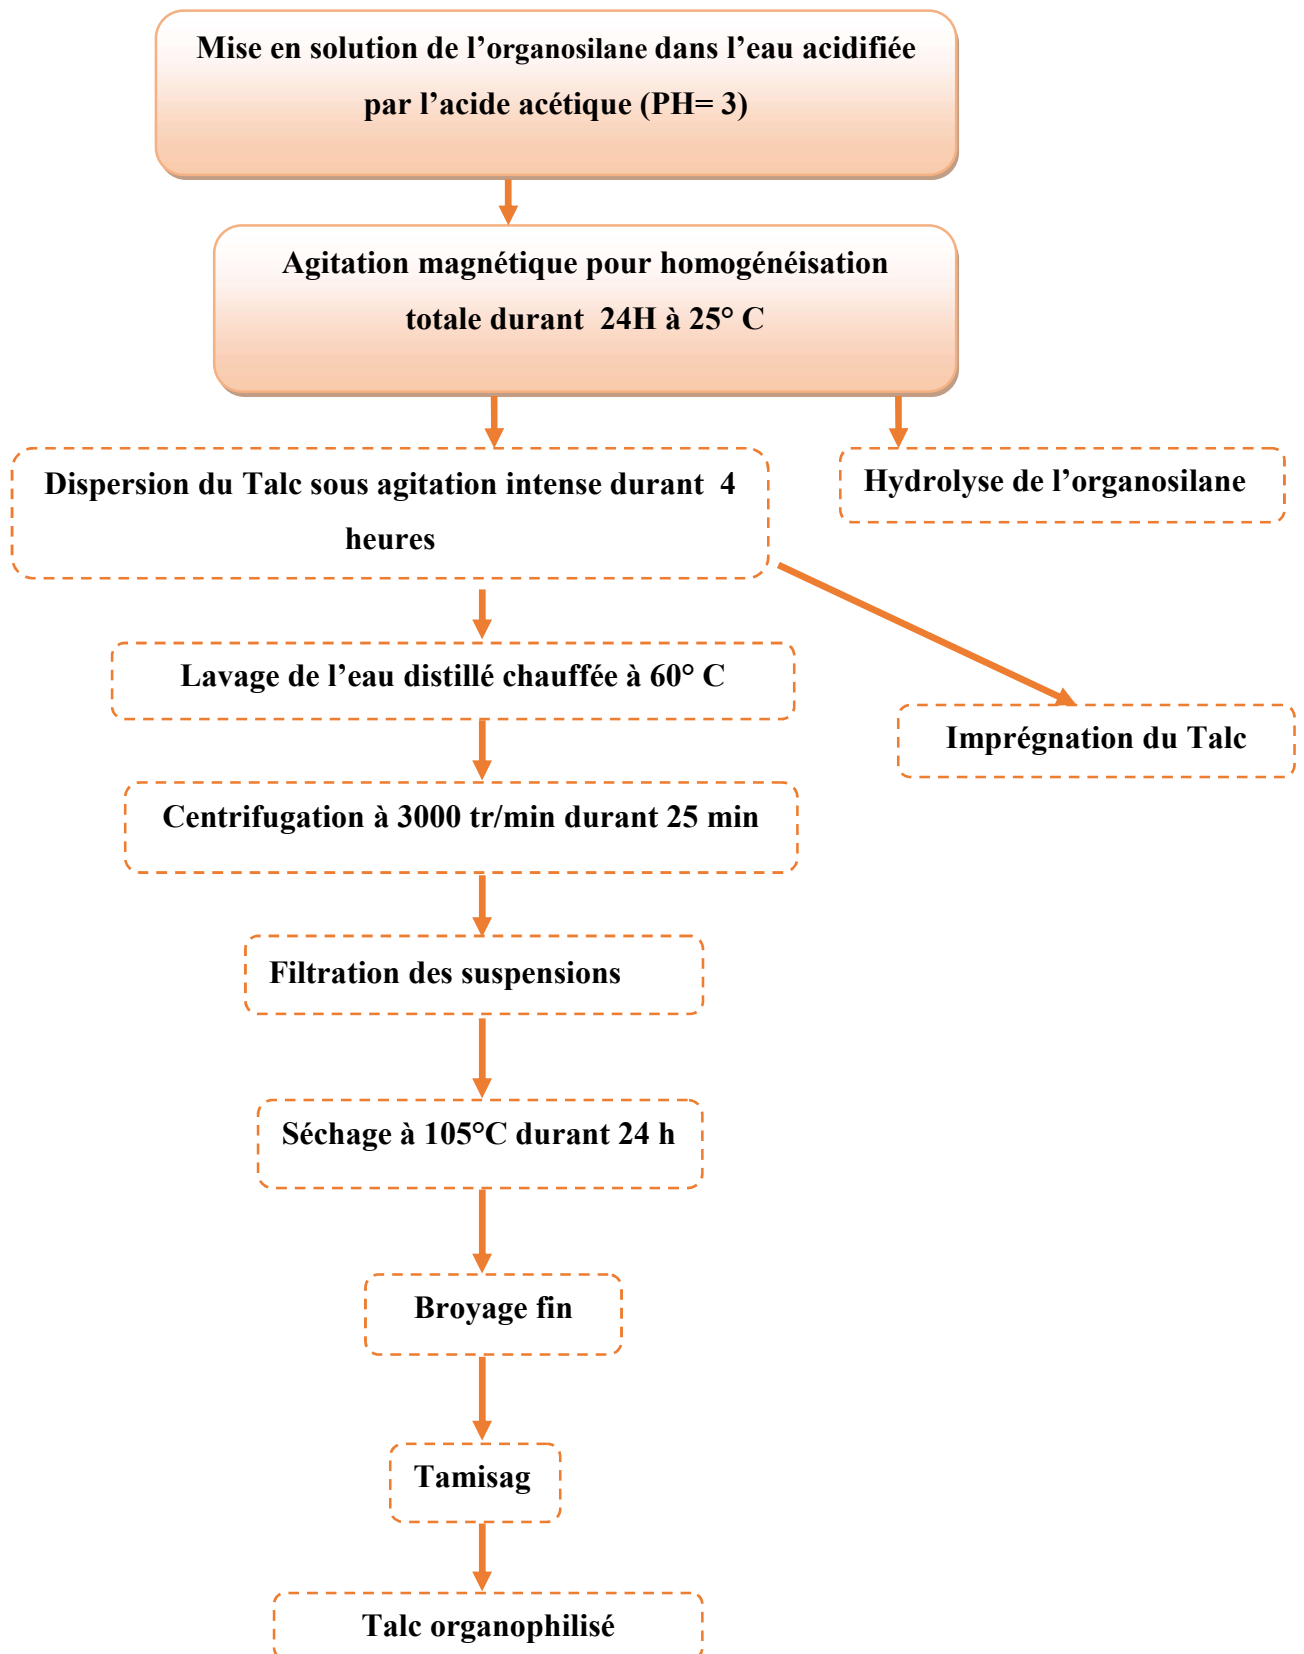 Mise en solution de l’organosilane dans l’eau acidifiée
par l’acide acétique (PH= 3)
Agitation magnétique pour homogénéisation
totale durant 24H à 25° C
Dispersion du Talc sous agitation intense durant 4
heures
Hydrolyse de l’organosilane
Lavage de l’eau distillé chauffée à 60° C
Imprégnation du Talc
Centrifugation à 3000 tr/min durant 25 min
Filtration des suspensions
Séchage à 105°C durant 24 h
Broyage fin
Tamisag
Talc organophilisé